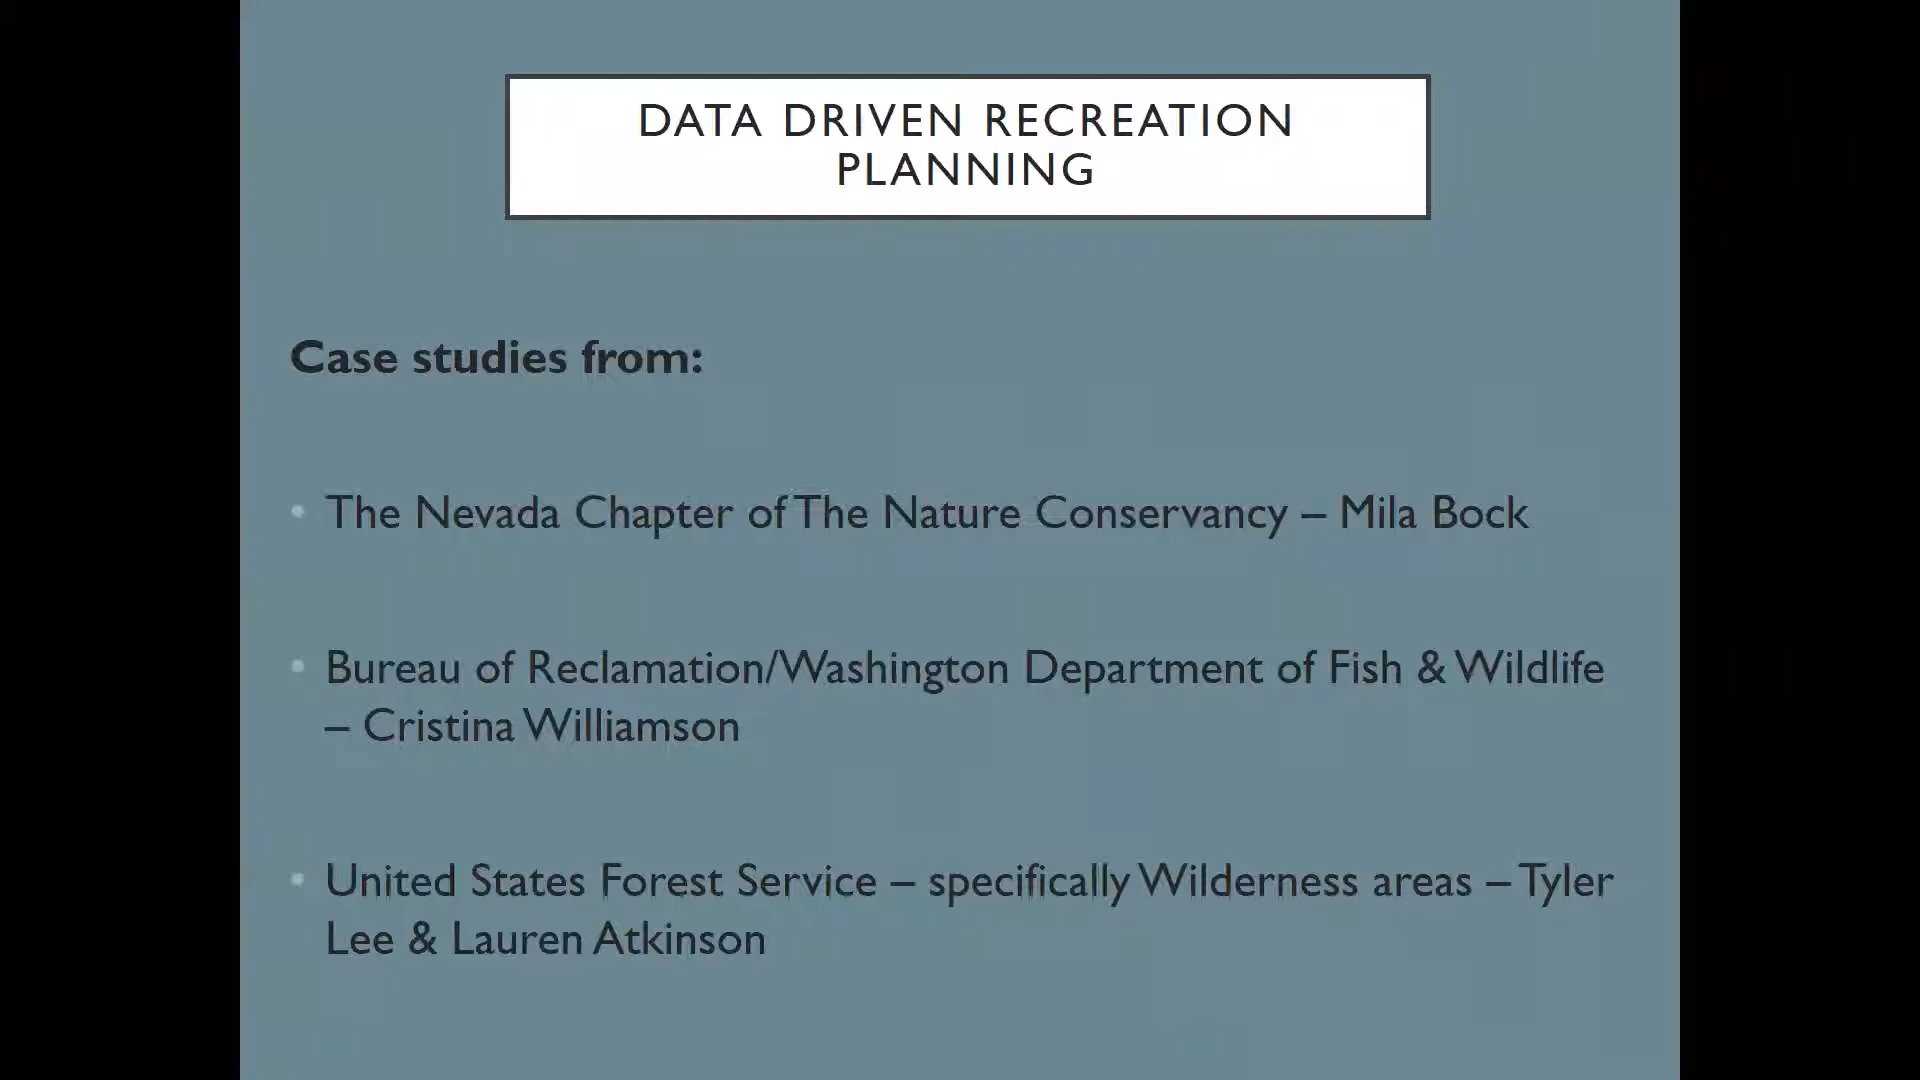 DATA DRIVEN RECREATION
PLANNING
Case studies from:
• The Nevada Chapter of The Nature Conservancy – Mila Bock
• Bureau of Reclamation/Washington Department of Fish & Wildlife
– Cristina Williamson
• United States Forest Service – specifically Wilderness areas – Tyler
Lee & Lauren Atkinson